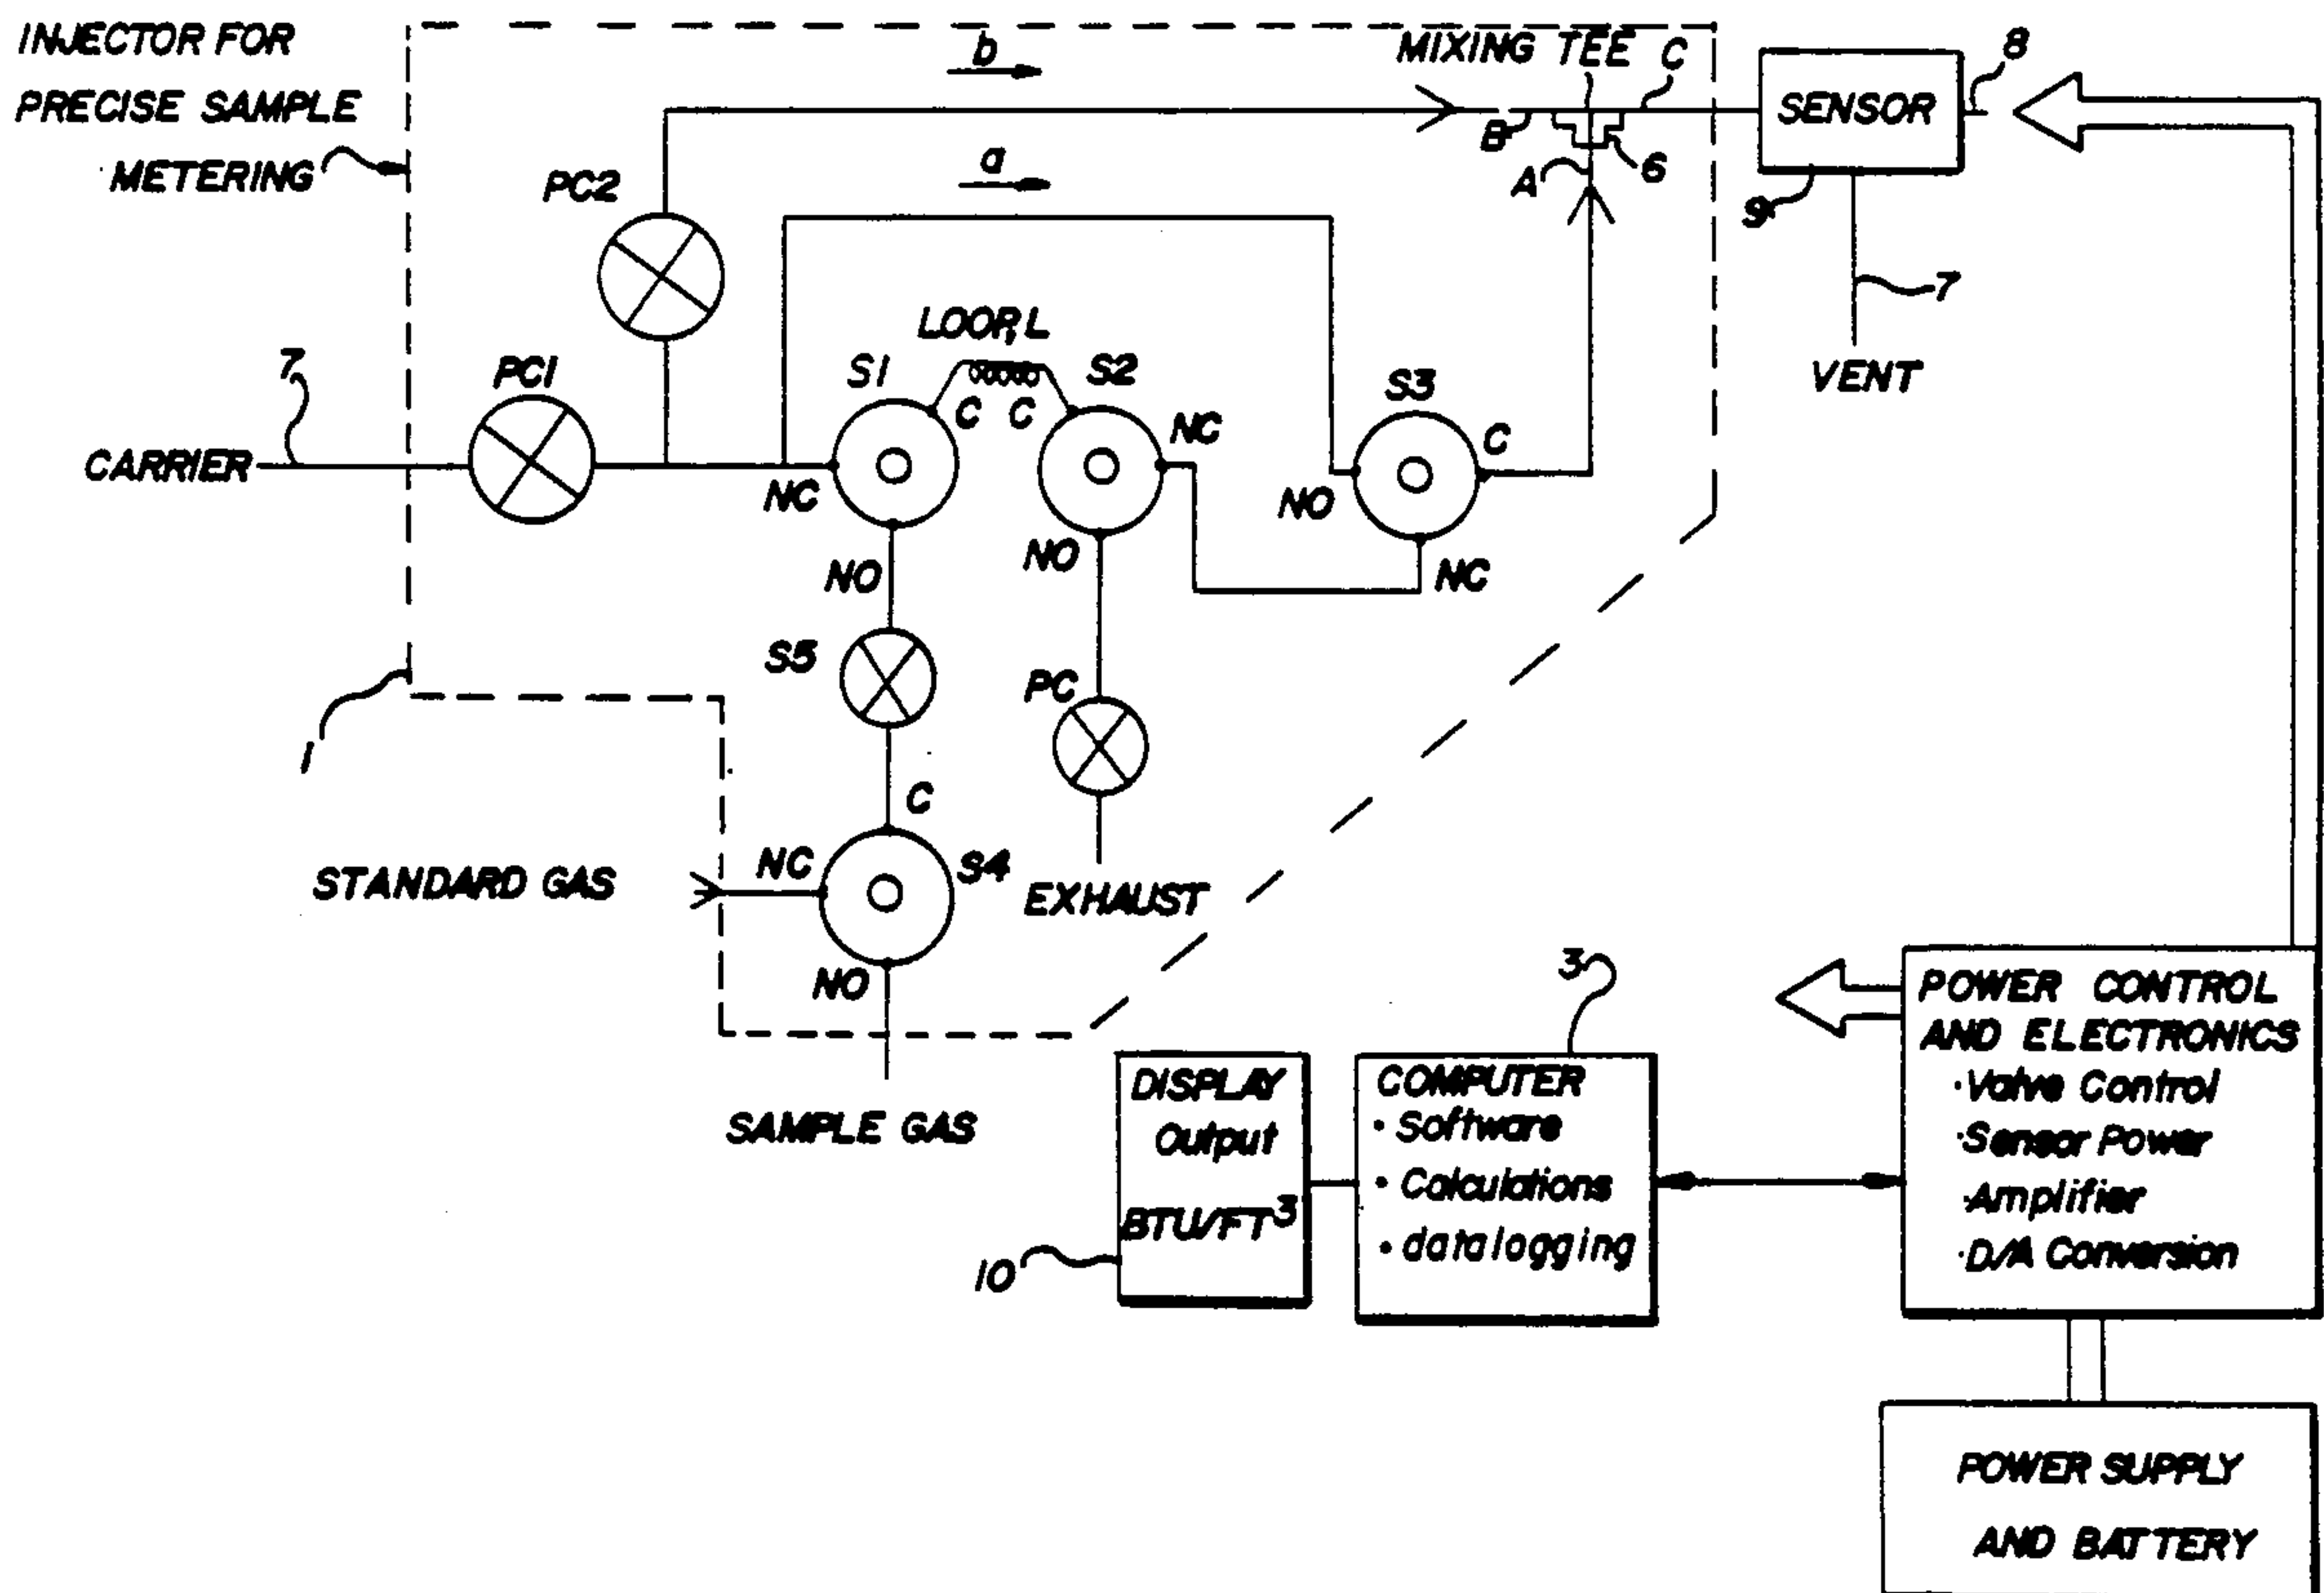 INJECTOR FOR
PRECISE SAMPLE
METERING
b
MIXING TEE C
8
SENSOR
B
6
a
A
PC2
9
7
VENT
LOOP, L
7
PC1
S1
C C
S2
NC
S3
C
CARRIER
NC
NO
NO
NO
NC
S5
PC
1
C
NC
S4
STANDARD GAS
EXHAUST
NO
SAMPLE GAS
3
POWER CONTROL
AND ELECTRONICS
·Valve Control
·Sensor Power
·Amplifier
·D/A Conversion
DISPLAY
Output
BTU/FT³
10
COMPUTER
• Software
• Calculations
• datalogging
POWER SUPPLY
AND BATTERY